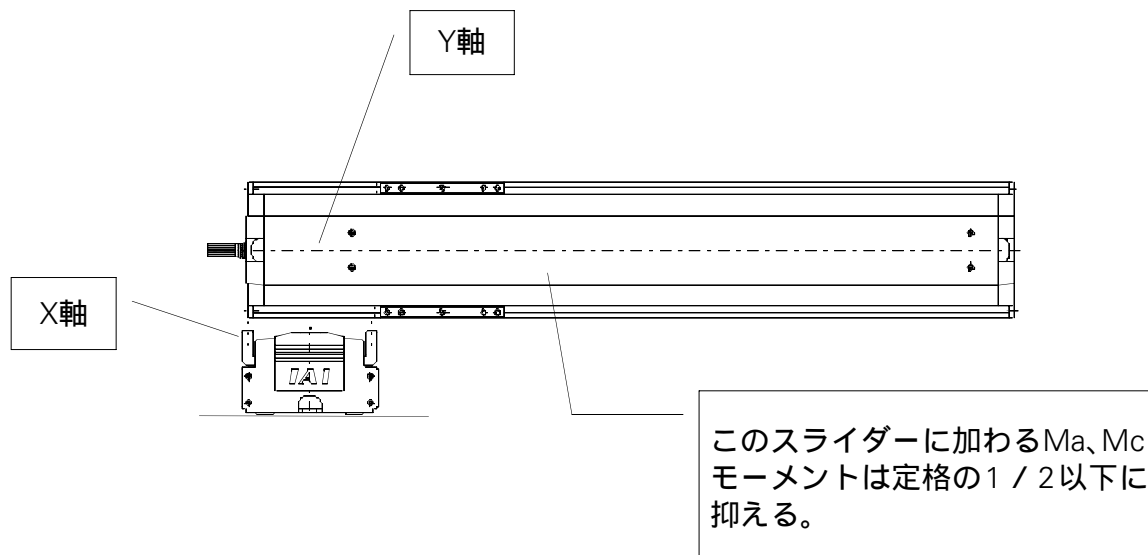 Y軸
X軸
IAI
このスライダーに加わるMa、Mc
モーメントは定格の1／2以下に
抑える。